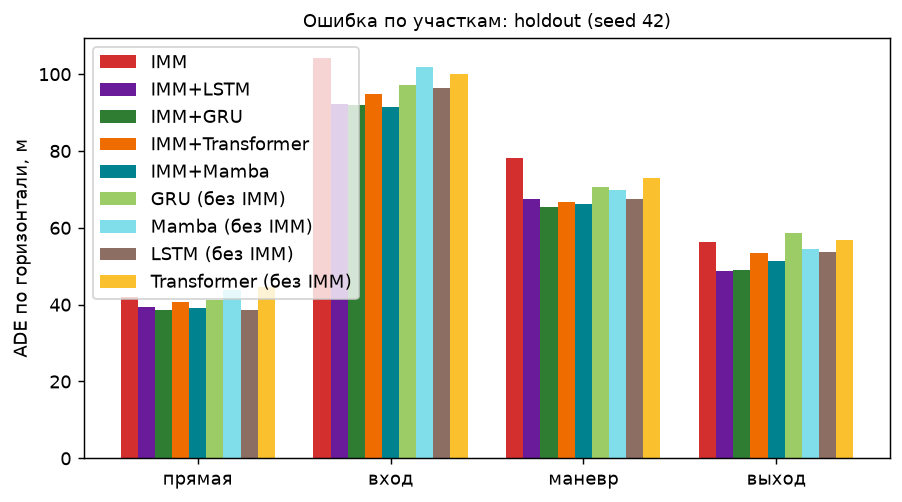 Ошибка по участкам: holdout (seed 42)
ADE по горизонтали, м
100
80
60
40
20
0
IMM
IMM+LSTM
IMM+GRU
IMM+Transformer
IMM+Mamba
GRU (без IMM)
Mamba (без IMM)
LSTM (без IMM)
Transformer (без IMM)
прямая вход маневр выход